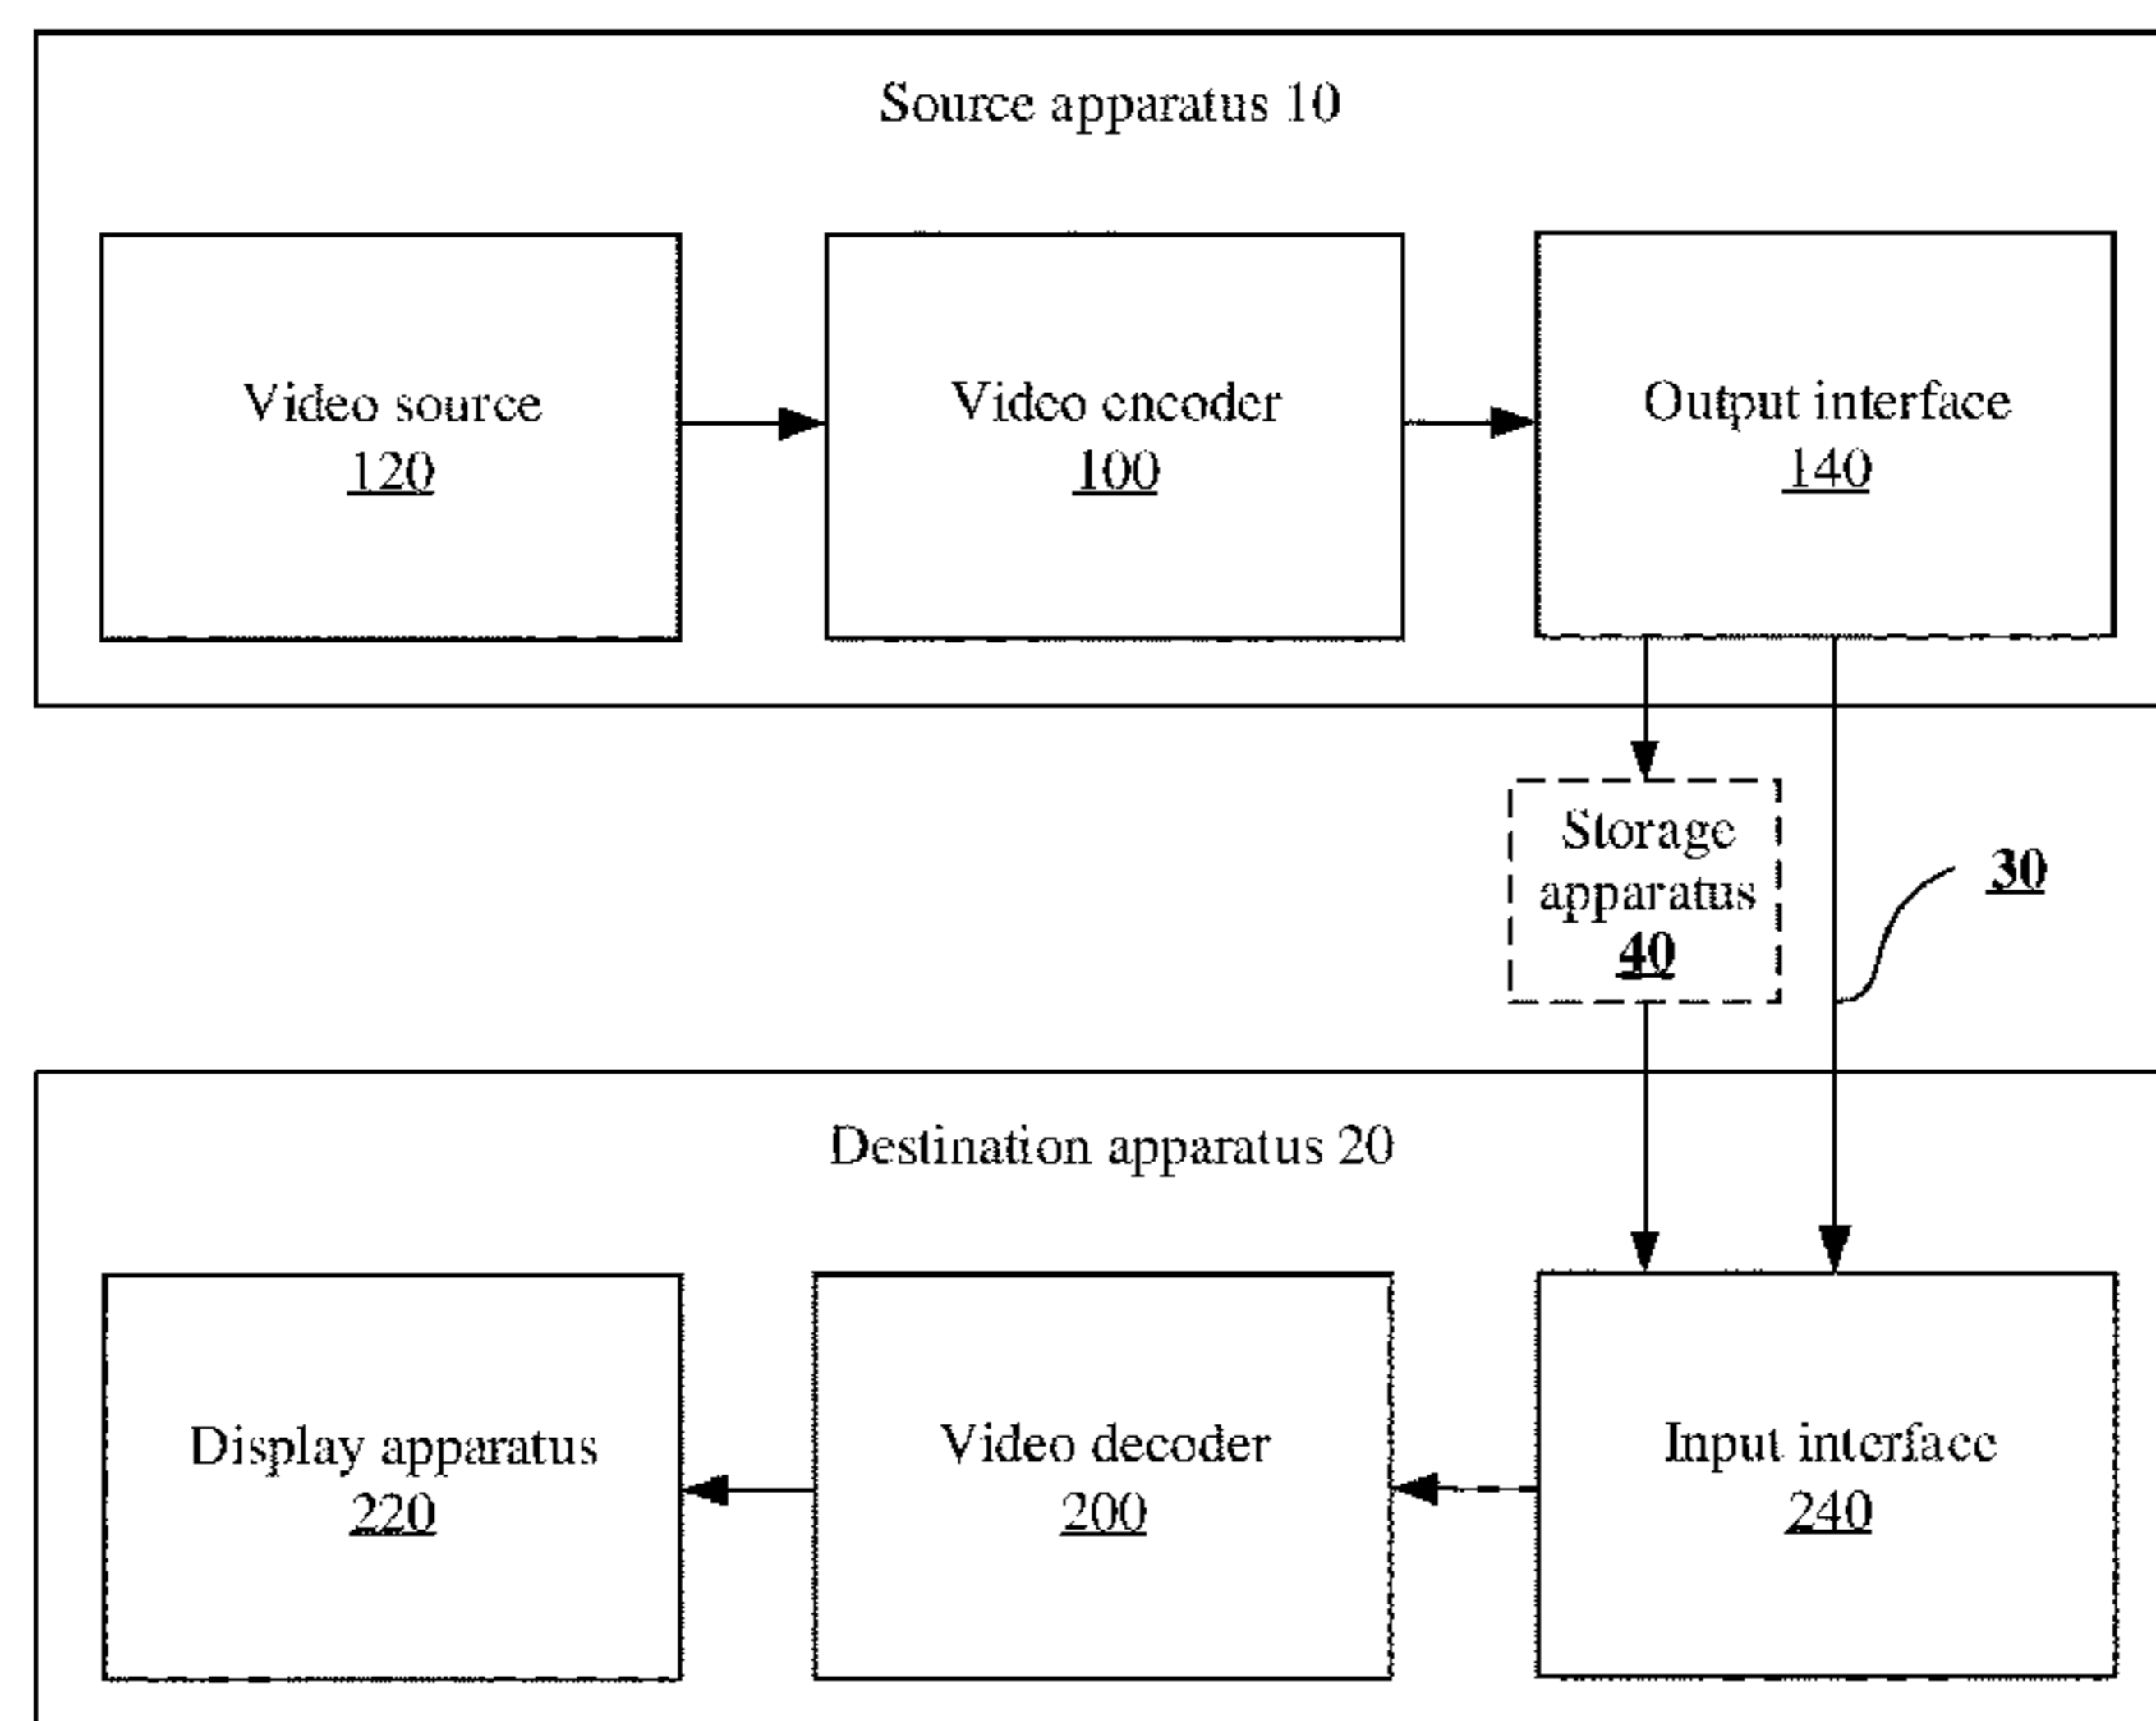 Source apparatus 10
Video source
120
Video encoder
100
Output interface
140
Storage
apparatus
40
30
Destination apparatus 20
Display apparatus
220
Video decoder
200
Input interface
240